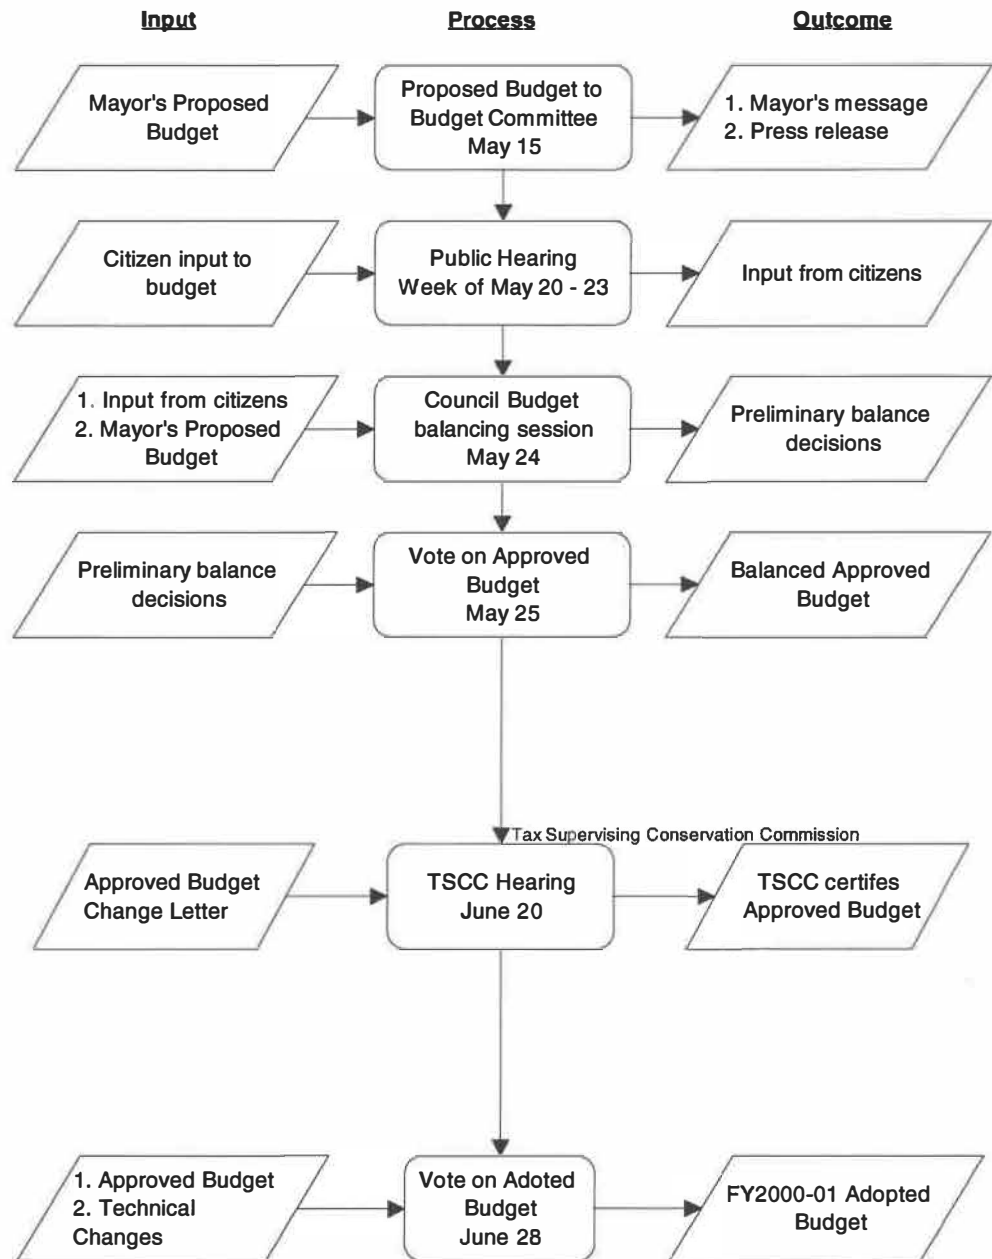 Input
Process
Outcome
Mayor's Proposed
Budget
Proposed Budget to
Budget Committee
May 15
1. Mayor's message
2. Press release
Citizen input to
budget
Public Hearing
Week of May 20 - 23
Input from citizens
1. Input from citizens
2. Mayor's Proposed
Budget
Council Budget
balancing session
May 24
Preliminary balance
decisions
Preliminary balance
decisions
Vote on Approved
Budget
May 25
Balanced Approved
Budget
Tax Supervising Conservation Commission
Approved Budget
Change Letter
TSCC Hearing
June 20
TSCC certifes
Approved Budget
1. Approved Budget
2. Technical
Changes
Vote on Adoted
Budget
June 28
FY2000-01 Adopted
Budget